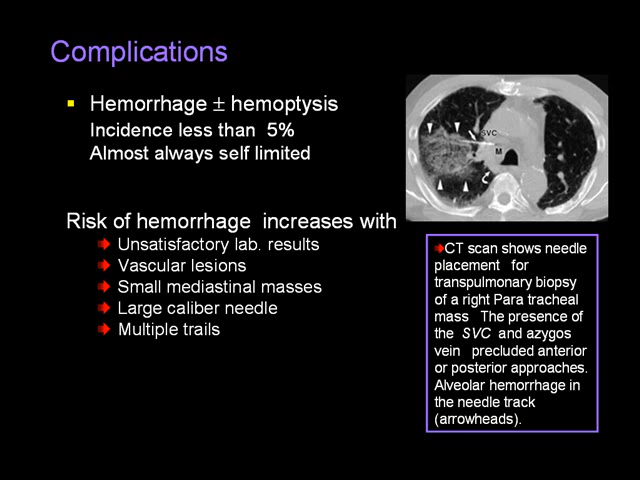 Complications
Hemorrhage ± hemoptysis
Incidence less than 5%
Almost always self limited
Risk of hemorrhage increases with
Unsatisfactory lab. results
Vascular lesions
Small mediastinal masses
Large caliber needle
Multiple trails
SVC
M
CT scan shows needle
placement for
transpulmonary biopsy
of a right Para tracheal
mass The presence of
the SVC and azygos
vein precluded anterior
or posterior approaches.
Alveolar hemorrhage in
the needle track
(arrowheads).